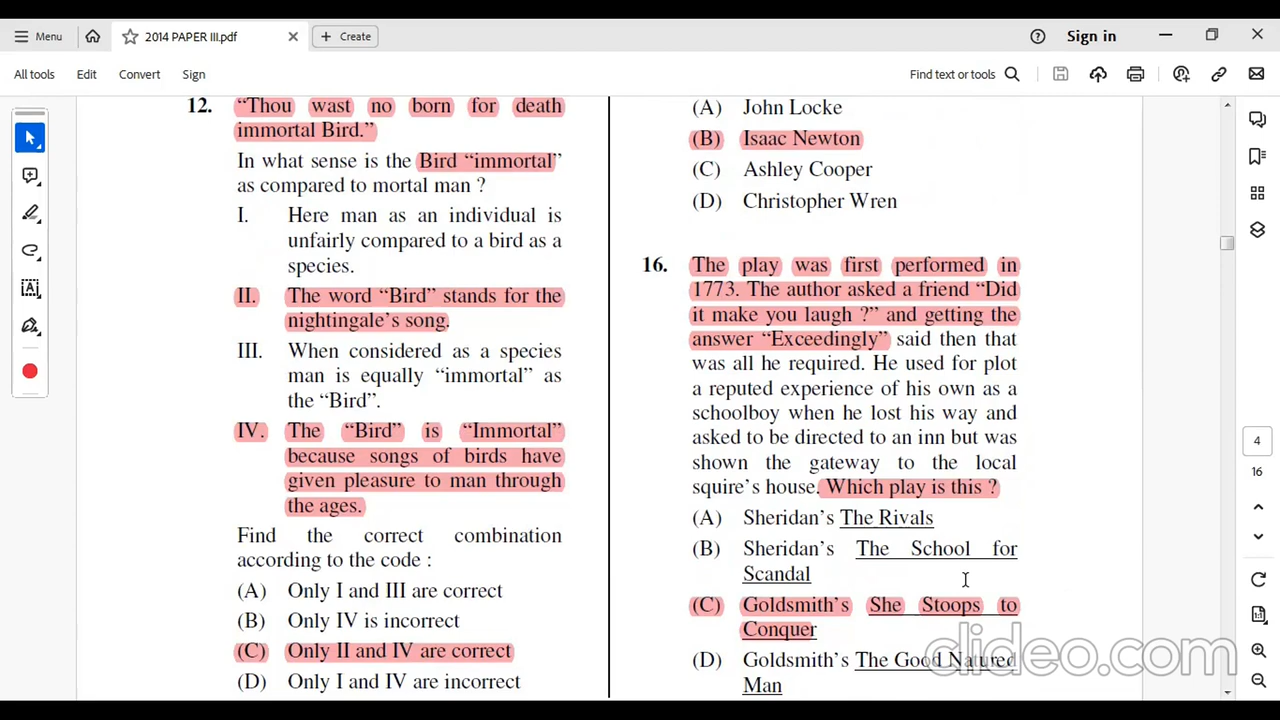 Menu
2014 PAPER III.pdf
Create
Sign in
All tools
Edit
Convert
Sign
Find text or tools
12. “Thou wast no born for death
immortal Bird.”
In what sense is the Bird “immortal”
as compared to mortal man ?
I. Here man as an individual is
unfairly compared to a bird as a
species.
II. The word “Bird” stands for the
nightingale’s song.
III. When considered as a species
man is equally “immortal” as
the “Bird”.
IV. The “Bird” is “Immortal”
because songs of birds have
given pleasure to man through
the ages.
Find the correct combination
according to the code :
(A) Only I and III are correct
(B) Only IV is incorrect
(C) Only II and IV are correct
(D) Only I and IV are incorrect
(A) John Locke
(B) Isaac Newton
(C) Ashley Cooper
(D) Christopher Wren
16. The play was first performed in
1773. The author asked a friend “Did
it make you laugh ?” and getting the
answer “Exceedingly” said then that
was all he required. He used for plot
a reputed experience of his own as a
schoolboy when he lost his way and
asked to be directed to an inn but was
shown the gateway to the local
squire’s house. Which play is this ?
(A) Sheridan’s The Rivals
(B) Sheridan’s The School for
Scandal
(C) Goldsmith’s She Stoops to
Conquer
(D) Goldsmith’s The Good Natured
Man
4
16
clideo.com